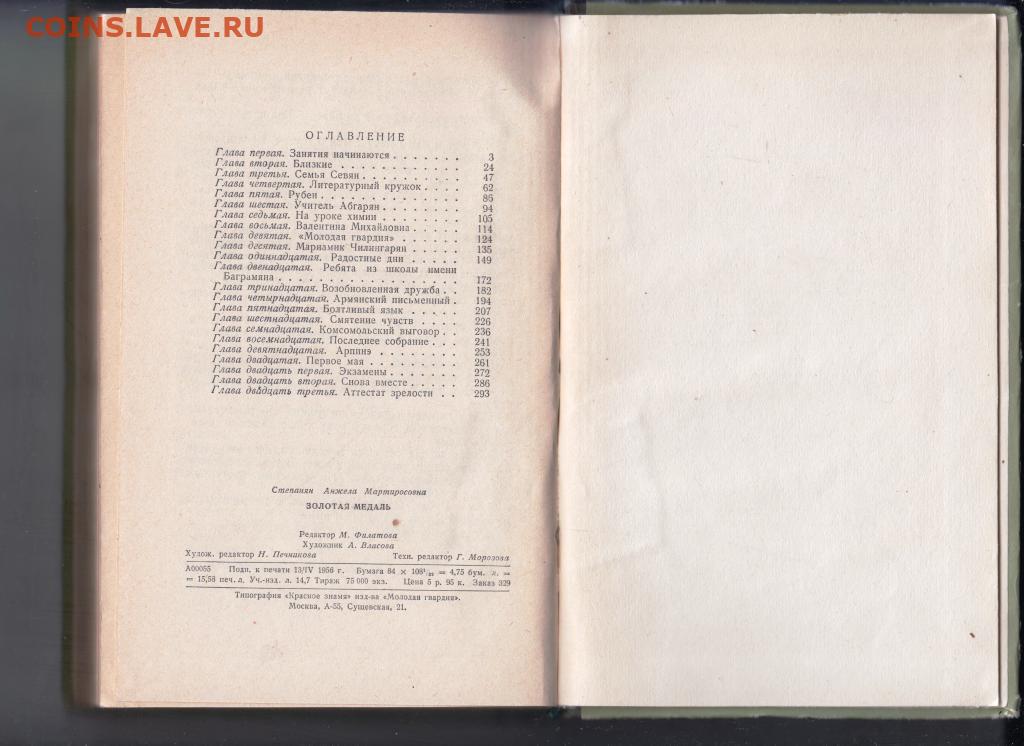 COINS.LAVE.RU
ОГЛАВЛЕНИЕ
Глава первая. Занятия начинаются . . . . . . . 3
Глава вторая. Близкие . . . . . . . . . . . . 24
Глава третья. Семья Севян . . . . . . . . . . 47
Глава четвертая. Литературный кружок . . . . 62
Глава пятая. Рубен . . . . . . . . . . . . . . 86
Глава шестая. Учитель Абгарян . . . . . . . . 94
Глава седьмая. На уроке химии . . . . . . . . 105
Глава восьмая. Валентина Михайловна . . . . . 114
Глава девятая. «Молодая гвардия» . . . . . . 124
Глава десятая. Мариамик Чилингарян . . . . . 135
Глава одиннадцатая. Радостные дни . . . . . 149
Глава двенадцатая. Ребята из школы имени
Баграмяна . . . . . . . . . . . . . . . . . . 172
Глава тринадцатая. Возобновленная дружба . . 182
Глава четырнадцатая. Армянский письменный . 194
Глава пятнадцатая. Болтливый язык . . . . . 207
Глава шестнадцатая. Смятение чувств . . . . 226
Глава семнадцатая. Комсомольский выговор . . 236
Глава восемнадцатая. Последнее собрание . . . 241
Глава девятнадцатая. Арпинэ . . . . . . . . 253
Глава двадцатая. Первое мая . . . . . . . . . 261
Глава двадцать первая. Экзамены . . . . . . . 272
Глава двадцать вторая. Снова вместе . . . . . 286
Глава двадцать третья. Аттестат зрелости . . 293
Степанян Анжела Мартиросовна
ЗОЛОТАЯ МЕДАЛЬ
Редактор М. Филатова
Художник А. Власова
Худож. редактор Н. Печникова Техн. редактор Г. Морозова
А00055 Подп. к печати 13/IV 1956 г. Бумага 84 × 108¹/₃₂ = 4,75 бум. л. =
= 15,58 печ. л. Уч.-изд. л. 14,7 Тираж 75 000 экз. Цена 5 р. 95 к. Заказ 329
Типография «Красное знамя» изд-ва «Молодая гвардия».
Москва, А-55, Сущевская, 21.